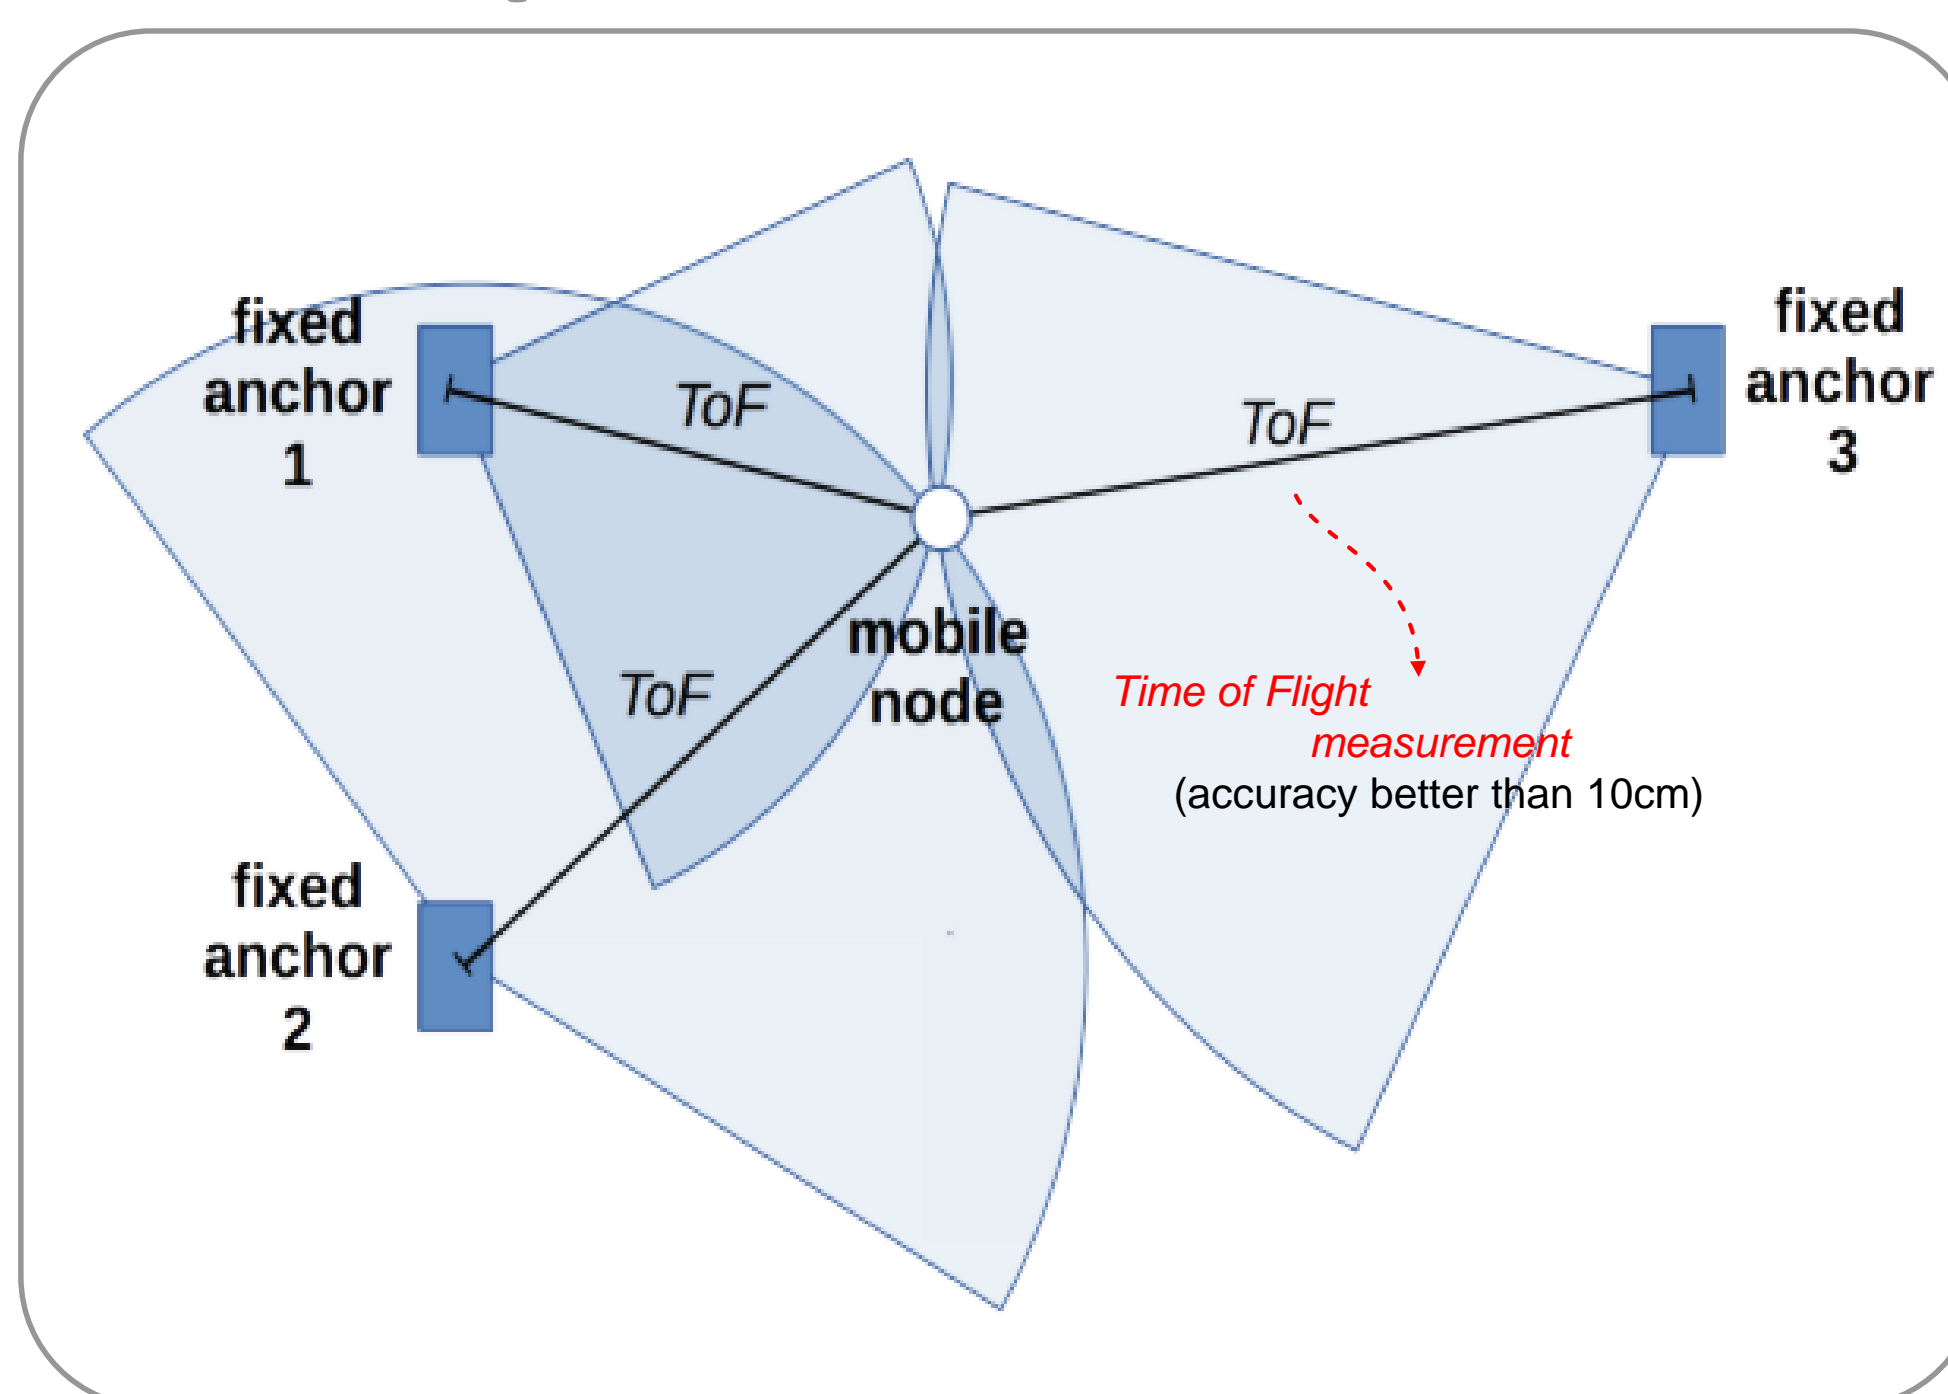 fixed
anchor
1
ToF
ToF
fixed
anchor
3
mobile
node
ToF
Time of Flight
measurement
(accuracy better than 10cm)
fixed
anchor
2